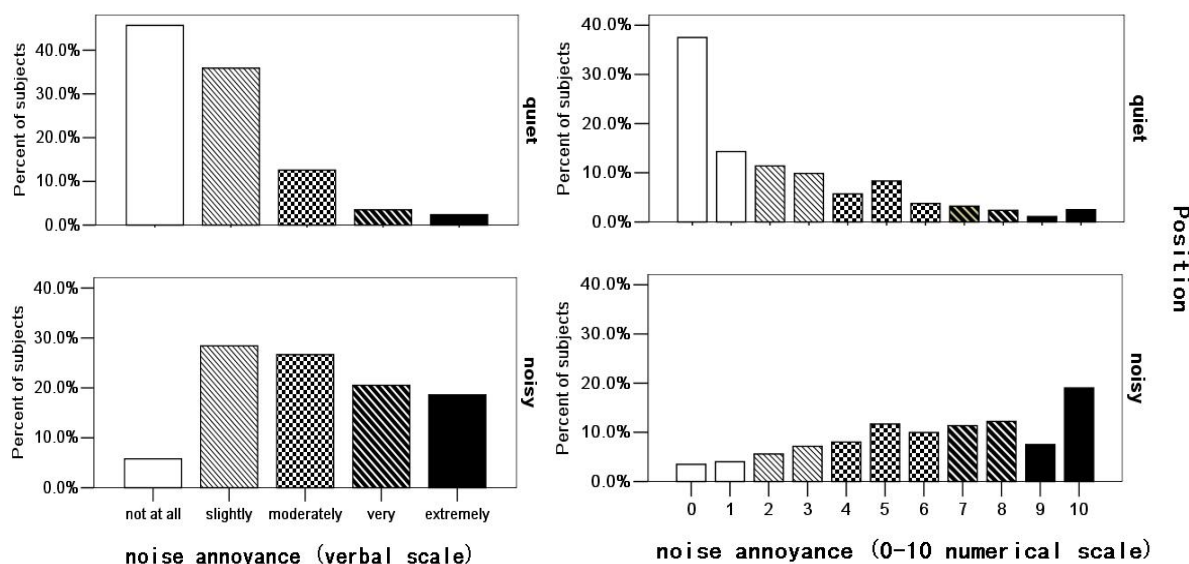 Percent of subjects
40.0%
30.0%
20.0%
10.0%
0.0%
quiet
Percent of subjects
40.0%
30.0%
20.0%
10.0%
0.0%
quiet
Position
Percent of subjects
40.0%
30.0%
20.0%
10.0%
0.0%
noisy
not at all slightly moderately very extremely
noise annoyance (verbal scale)
Percent of subjects
40.0%
30.0%
20.0%
10.0%
0.0%
noisy
0 1 2 3 4 5 6 7 8 9 10
noise annoyance (0-10 numerical scale)